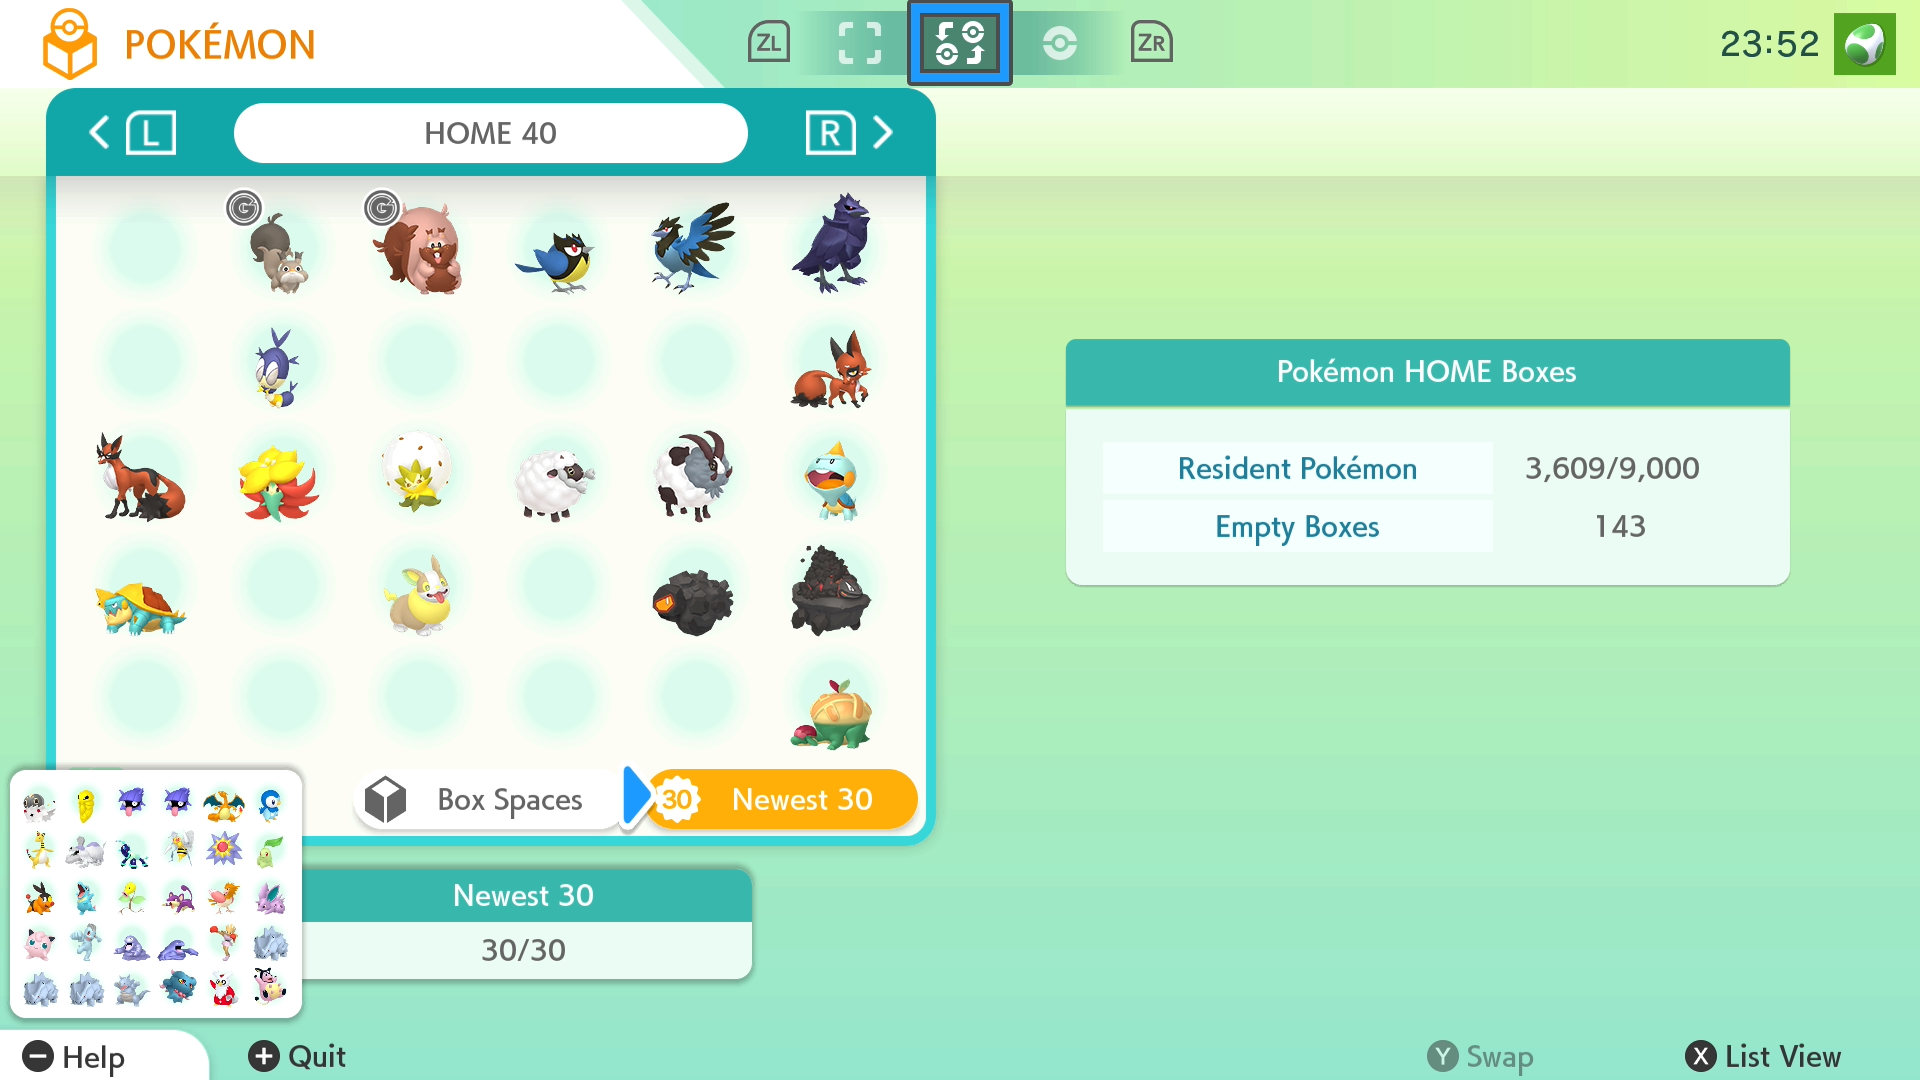 POKÉMON
ZL
ZR
23:52
L
HOME 40
R
Pokémon HOME Boxes
Resident Pokémon
3,609/9,000
Empty Boxes
143
Box Spaces
30
Newest 30
Newest 30
30/30
Help
Quit
Y Swap
X List View